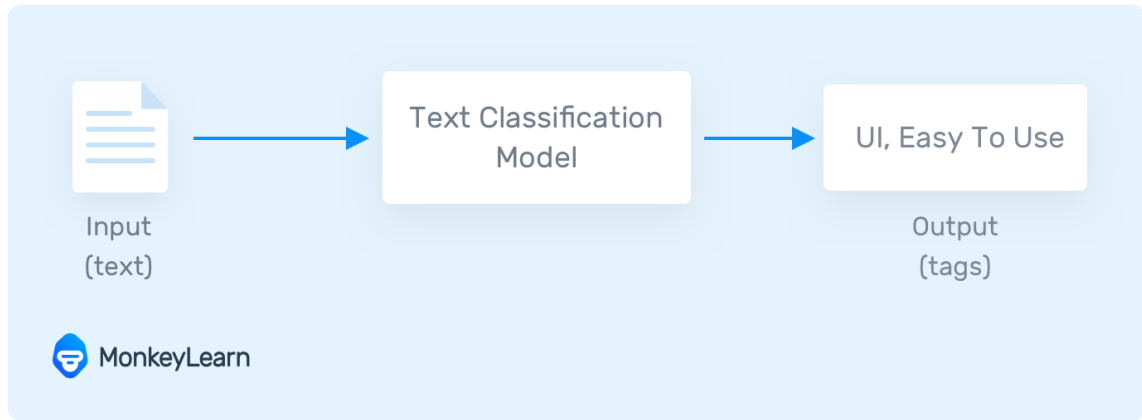 Text Classification
Model
UI, Easy To Use
Input
(text)
Output
(tags)
MonkeyLearn